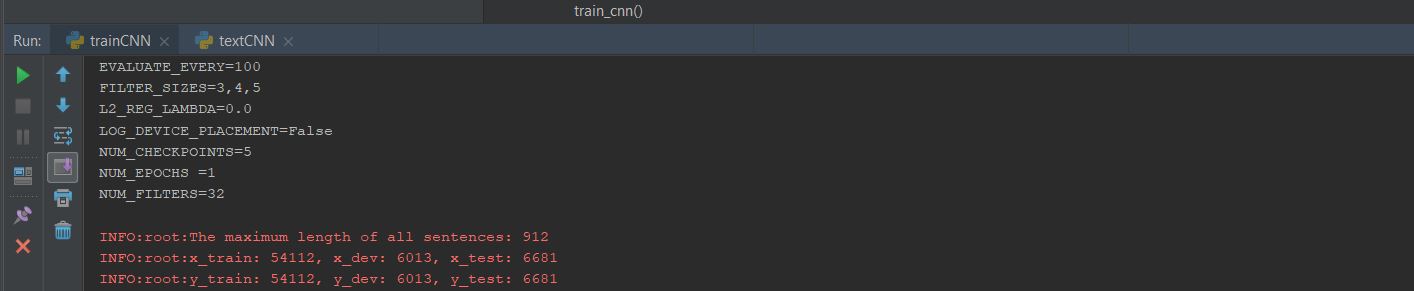 train_cnn()
Run: trainCNN textCNN
EVALUATE_EVERY=100
FILTER_SIZES=3,4,5
L2_REG_LAMBDA=0.0
LOG_DEVICE_PLACEMENT=False
NUM_CHECKPOINTS=5
NUM_EPOCHS =1
NUM_FILTERS=32
INFO:root:The maximum length of all sentences: 912
INFO:root:x_train: 54112, x_dev: 6013, x_test: 6681
INFO:root:y_train: 54112, y_dev: 6013, y_test: 6681